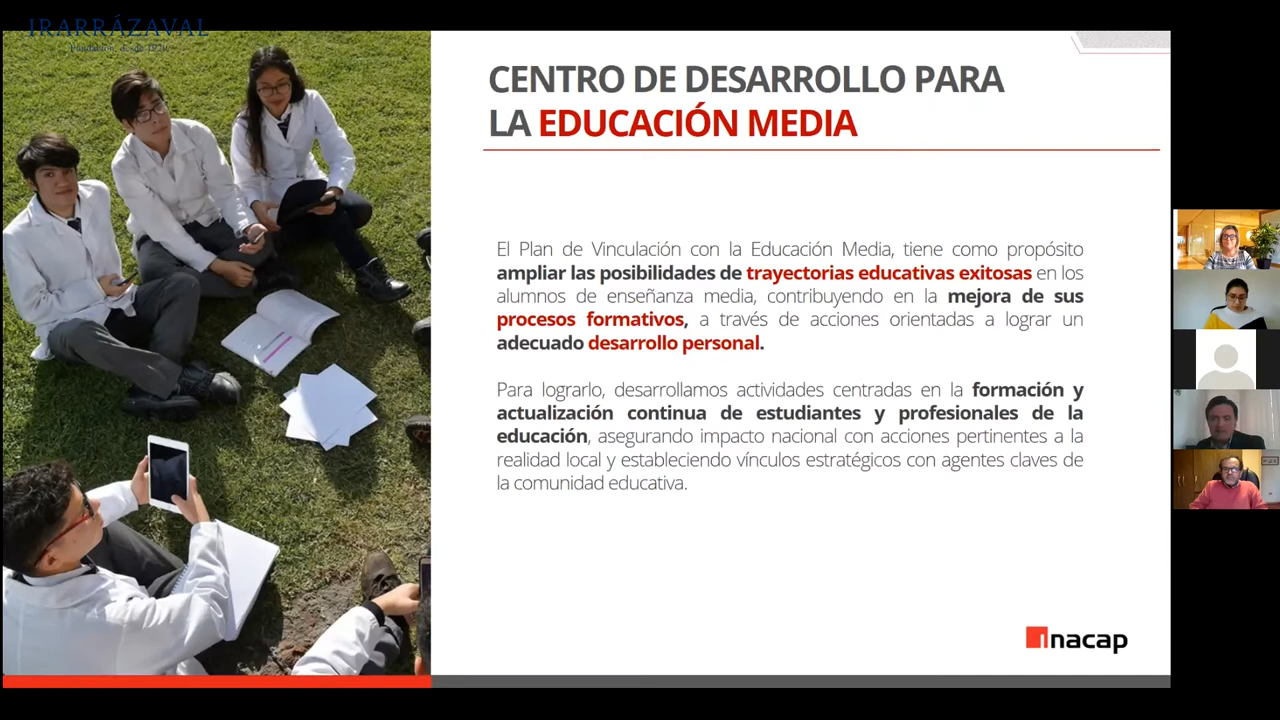 IRARRÁZAVAL
Fundación, desde 1926
CENTRO DE DESARROLLO PARA
LA EDUCACIÓN MEDIA
El Plan de Vinculación con la Educación Media, tiene como propósito
ampliar las posibilidades de trayectorias educativas exitosas en los
alumnos de enseñanza media, contribuyendo en la mejora de sus
procesos formativos, a través de acciones orientadas a lograr un
adecuado desarrollo personal.
Para lograrlo, desarrollamos actividades centradas en la formación y
actualización continua de estudiantes y profesionales de la
educación, asegurando impacto nacional con acciones pertinentes a la
realidad local y estableciendo vínculos estratégicos con agentes claves de
la comunidad educativa.
inacap